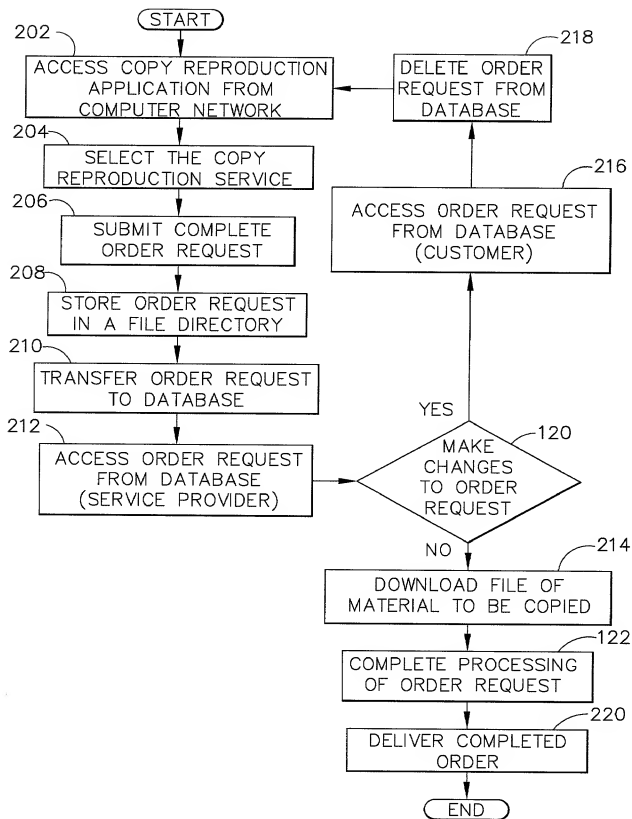 START
202
ACCESS COPY REPRODUCTION
APPLICATION FROM
COMPUTER NETWORK
204
SELECT THE COPY
REPRODUCTION SERVICE
206
SUBMIT COMPLETE
ORDER REQUEST
208
STORE ORDER REQUEST
IN A FILE DIRECTORY
210
TRANSFER ORDER REQUEST
TO DATABASE
212
ACCESS ORDER REQUEST
FROM DATABASE
(SERVICE PROVIDER)
120
MAKE
CHANGES
TO ORDER
REQUEST
YES
216
ACCESS ORDER REQUEST
FROM DATABASE
(CUSTOMER)
218
DELETE ORDER
REQUEST FROM
DATABASE
NO
214
DOWNLOAD FILE OF
MATERIAL TO BE COPIED
122
COMPLETE PROCESSING
OF ORDER REQUEST
220
DELIVER COMPLETED
ORDER
END